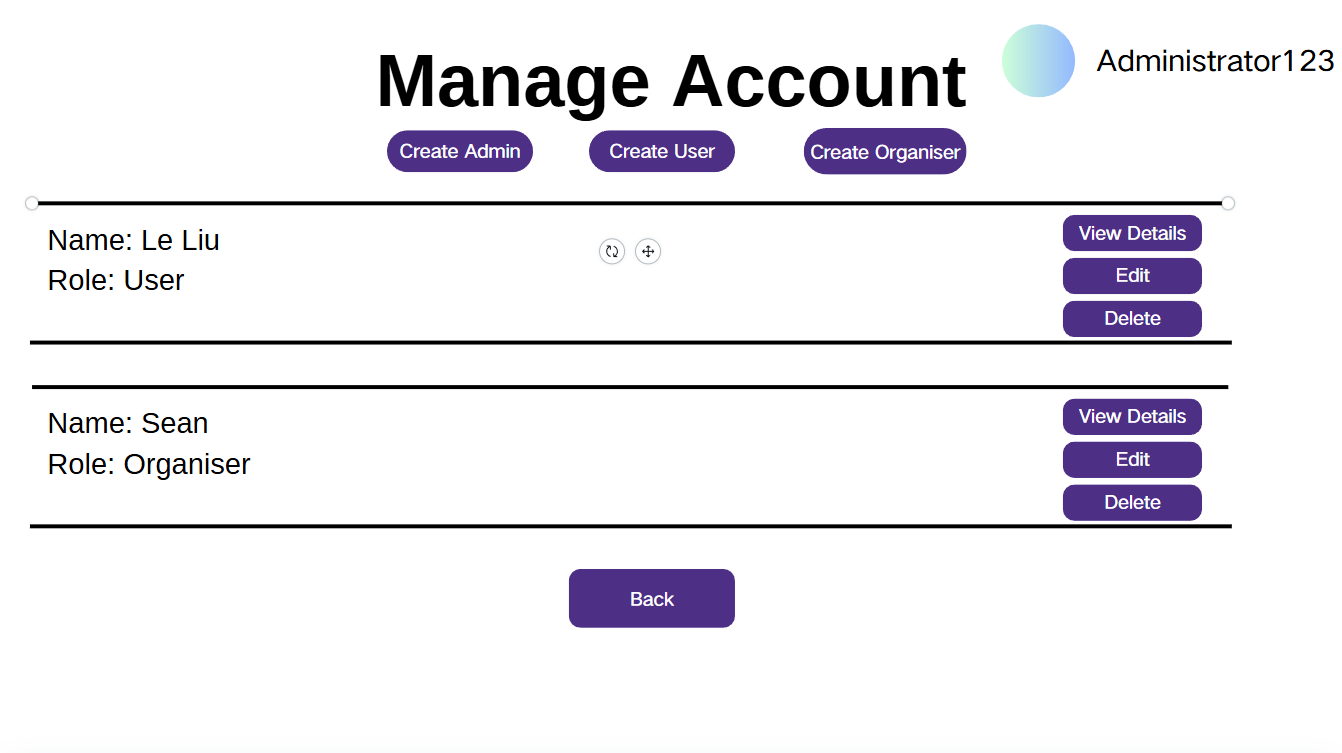 Manage Account
Administrator123
Create Admin
Create User
Create Organiser
Name: Le Liu
Role: User
View Details
Edit
Delete
Name: Sean
Role: Organiser
View Details
Edit
Delete
Back